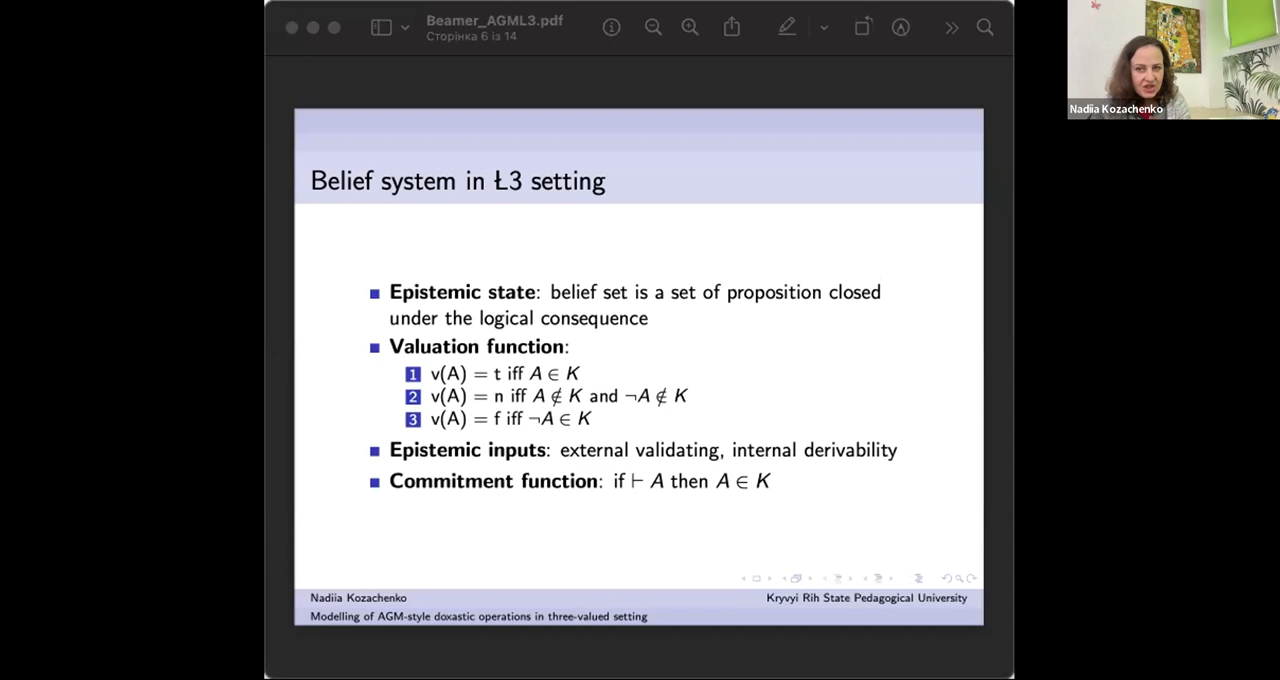 Beamer_AGML3.pdf
Сторінка 6 із 14
Nadiia Kozachenko
Belief system in Ł3 setting
Epistemic state: belief set is a set of proposition closed
under the logical consequence
Valuation function:
1 v(A) = t iff A ∈ K
2 v(A) = n iff A ∉ K and ¬A ∉ K
3 v(A) = f iff ¬A ∈ K
Epistemic inputs: external validating, internal derivability
Commitment function: if ⊢ A then A ∈ K
Nadiia Kozachenko
Kryvyi Rih State Pedagogical University
Modelling of AGM-style doxastic operations in three-valued setting